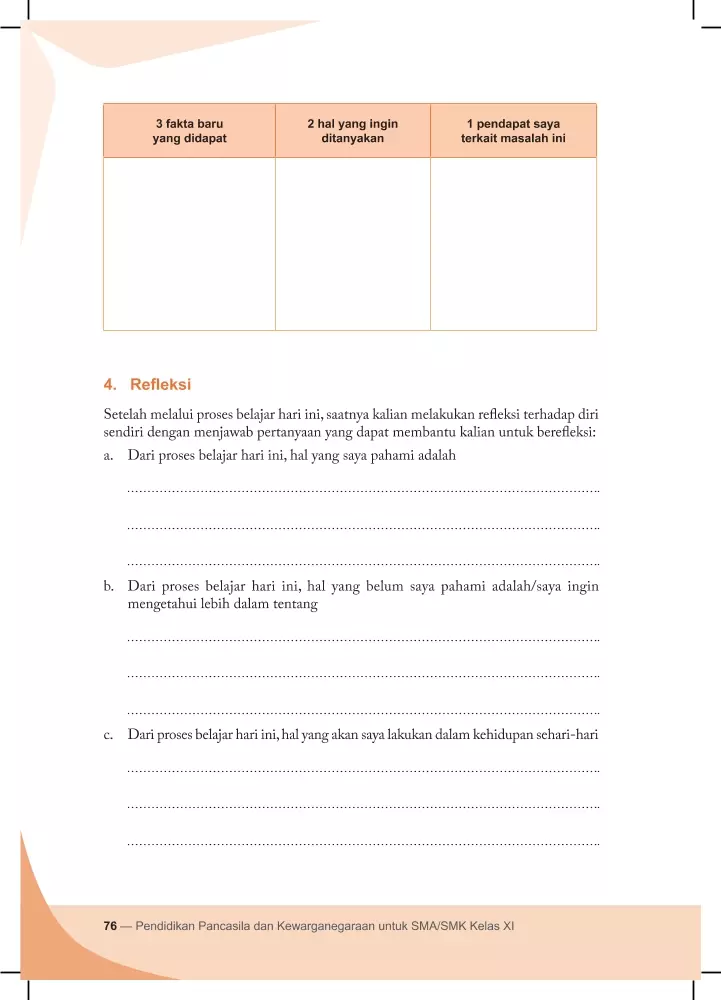 3 fakta baru
yang didapat
2 hal yang ingin
ditanyakan
1 pendapat saya
terkait masalah ini
4. Refleksi
Setelah melalui proses belajar hari ini, saatnya kalian melakukan refleksi terhadap diri
sendiri dengan menjawab pertanyaan yang dapat membantu kalian untuk berefleksi:
a. Dari proses belajar hari ini, hal yang saya pahami adalah
b. Dari proses belajar hari ini, hal yang belum saya pahami adalah/saya ingin
mengetahui lebih dalam tentang
c. Dari proses belajar hari ini, hal yang akan saya lakukan dalam kehidupan sehari-hari
76 — Pendidikan Pancasila dan Kewarganegaraan untuk SMA/SMK Kelas XI